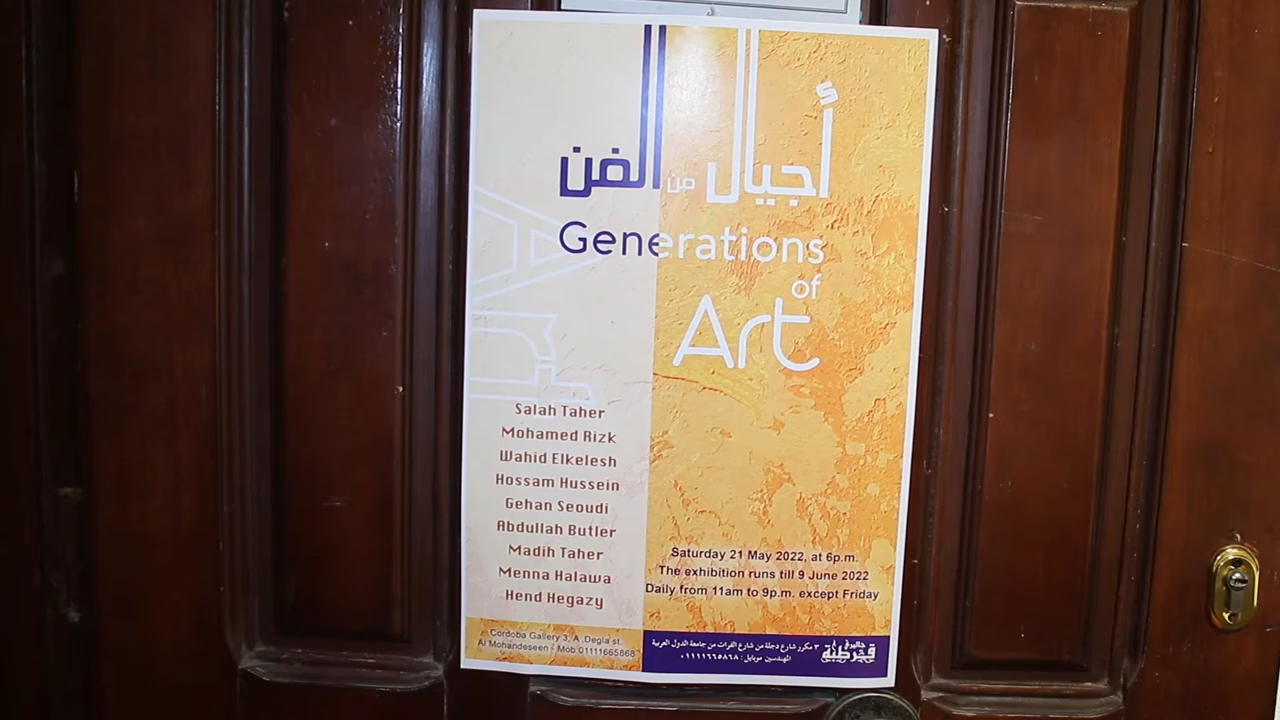 أجيال من الفن
Generations
of
Art
Salah Taher
Mohamed Rizk
Wahid Elkelesh
Hossam Hussein
Gehan Seoudi
Abdullah Butler
Madih Taher
Menna Halawa
Hend Hegazy
Saturday 21 May 2022, at 6p.m.
The exhibition runs till 9 June 2022
Daily from 11am to 9p.m. except Friday
Cordoba Gallery 3, A ,Degla st.
Al Mohandeseen - Mob:01111665868
جاليري قرطبة
٣ مكرر شارع دجلة من شارع الفرات من جامعة الدول العربية
المهندسين موبايل : ٠١١١١٦٦٥٨٦٨